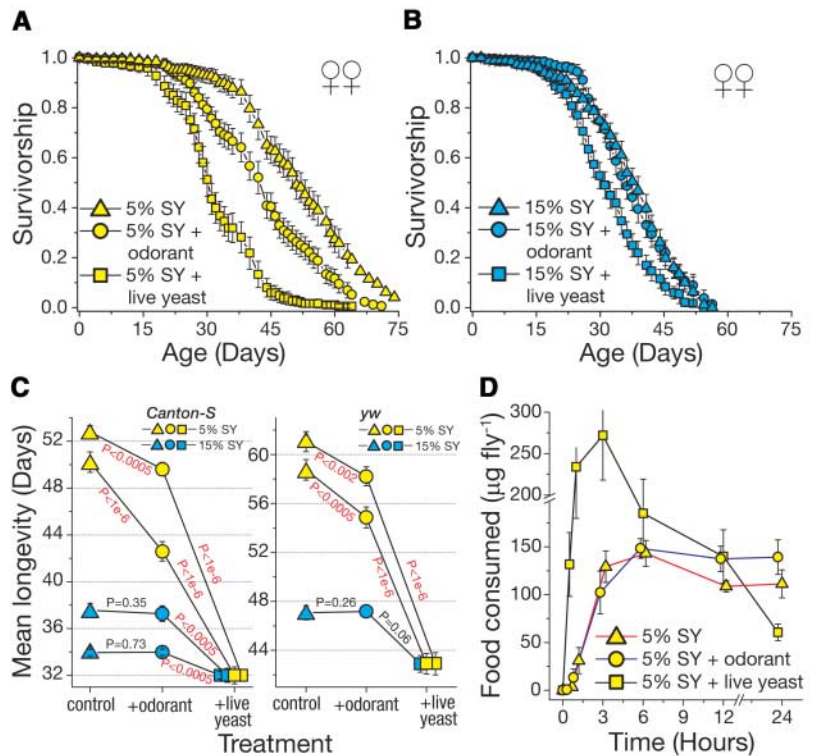 A
Survivorship
1.0
0.8
0.6
0.4
0.2
0.0
♀♀
5% SY
5% SY +
odorant
5% SY +
live yeast
0 15 30 45 60 75
Age (Days)
B
Survivorship
1.0
0.8
0.6
0.4
0.2
0.0
♀♀
15% SY
15% SY +
odorant
15% SY +
live yeast
0 15 30 45 60 75
Age (Days)
C
Mean longevity (Days)
Canton-S
5% SY
15% SY
52
48
44
40
36
32
P<0.0005
P<1e-6
P<1e-6
P<1e-6
P=0.35
P<0.0005
P=0.73
P<0.0005
control +odorant +live
yeast
yw
5% SY
15% SY
60
56
52
48
44
P<0.002
P<0.0005
P<1e-6
P<1e-6
P=0.26
P=0.06
control +odorant +live
yeast
Treatment
D
Food consumed (µg fly⁻¹)
300
250
200
150
100
50
0
5% SY
5% SY + odorant
5% SY + live yeast
0 3 6 9 12 24
Time (Hours)